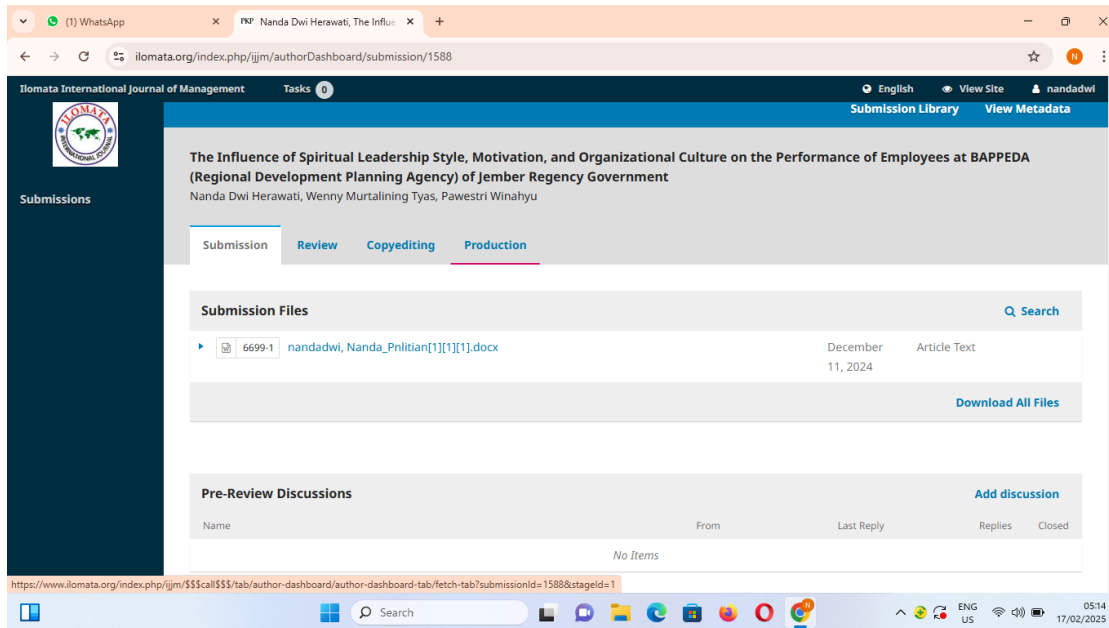 (1) WhatsApp
PKP Nanda Dwi Herawati, The Influe
ilomata.org/index.php/ijjm/authorDashboard/submission/1588
N
Ilomata International Journal of Management
Tasks 0
English
View Site
nandadwi
ILOMATA
INTERNATIONAL JOURNAL
Submission Library
View Metadata
Submissions
The Influence of Spiritual Leadership Style, Motivation, and Organizational Culture on the Performance of Employees at BAPPEDA
(Regional Development Planning Agency) of Jember Regency Government
Nanda Dwi Herawati, Wenny Murtalining Tyas, Pawestri Winahyu
Submission Review Copyediting Production
Submission Files
Search
6699-1 nandadwi, Nanda_Pnlitian[1][1][1].docx
December
11, 2024
Article Text
Download All Files
Pre-Review Discussions
Add discussion
Name From Last Reply Replies Closed
No Items
https://www.ilomata.org/index.php/ijjm/$$$call$$$/tab/author-dashboard/author-dashboard-tab/fetch-tab?submissionId=1588&stageId=1
Search
ENG
US
05:14
17/02/2025